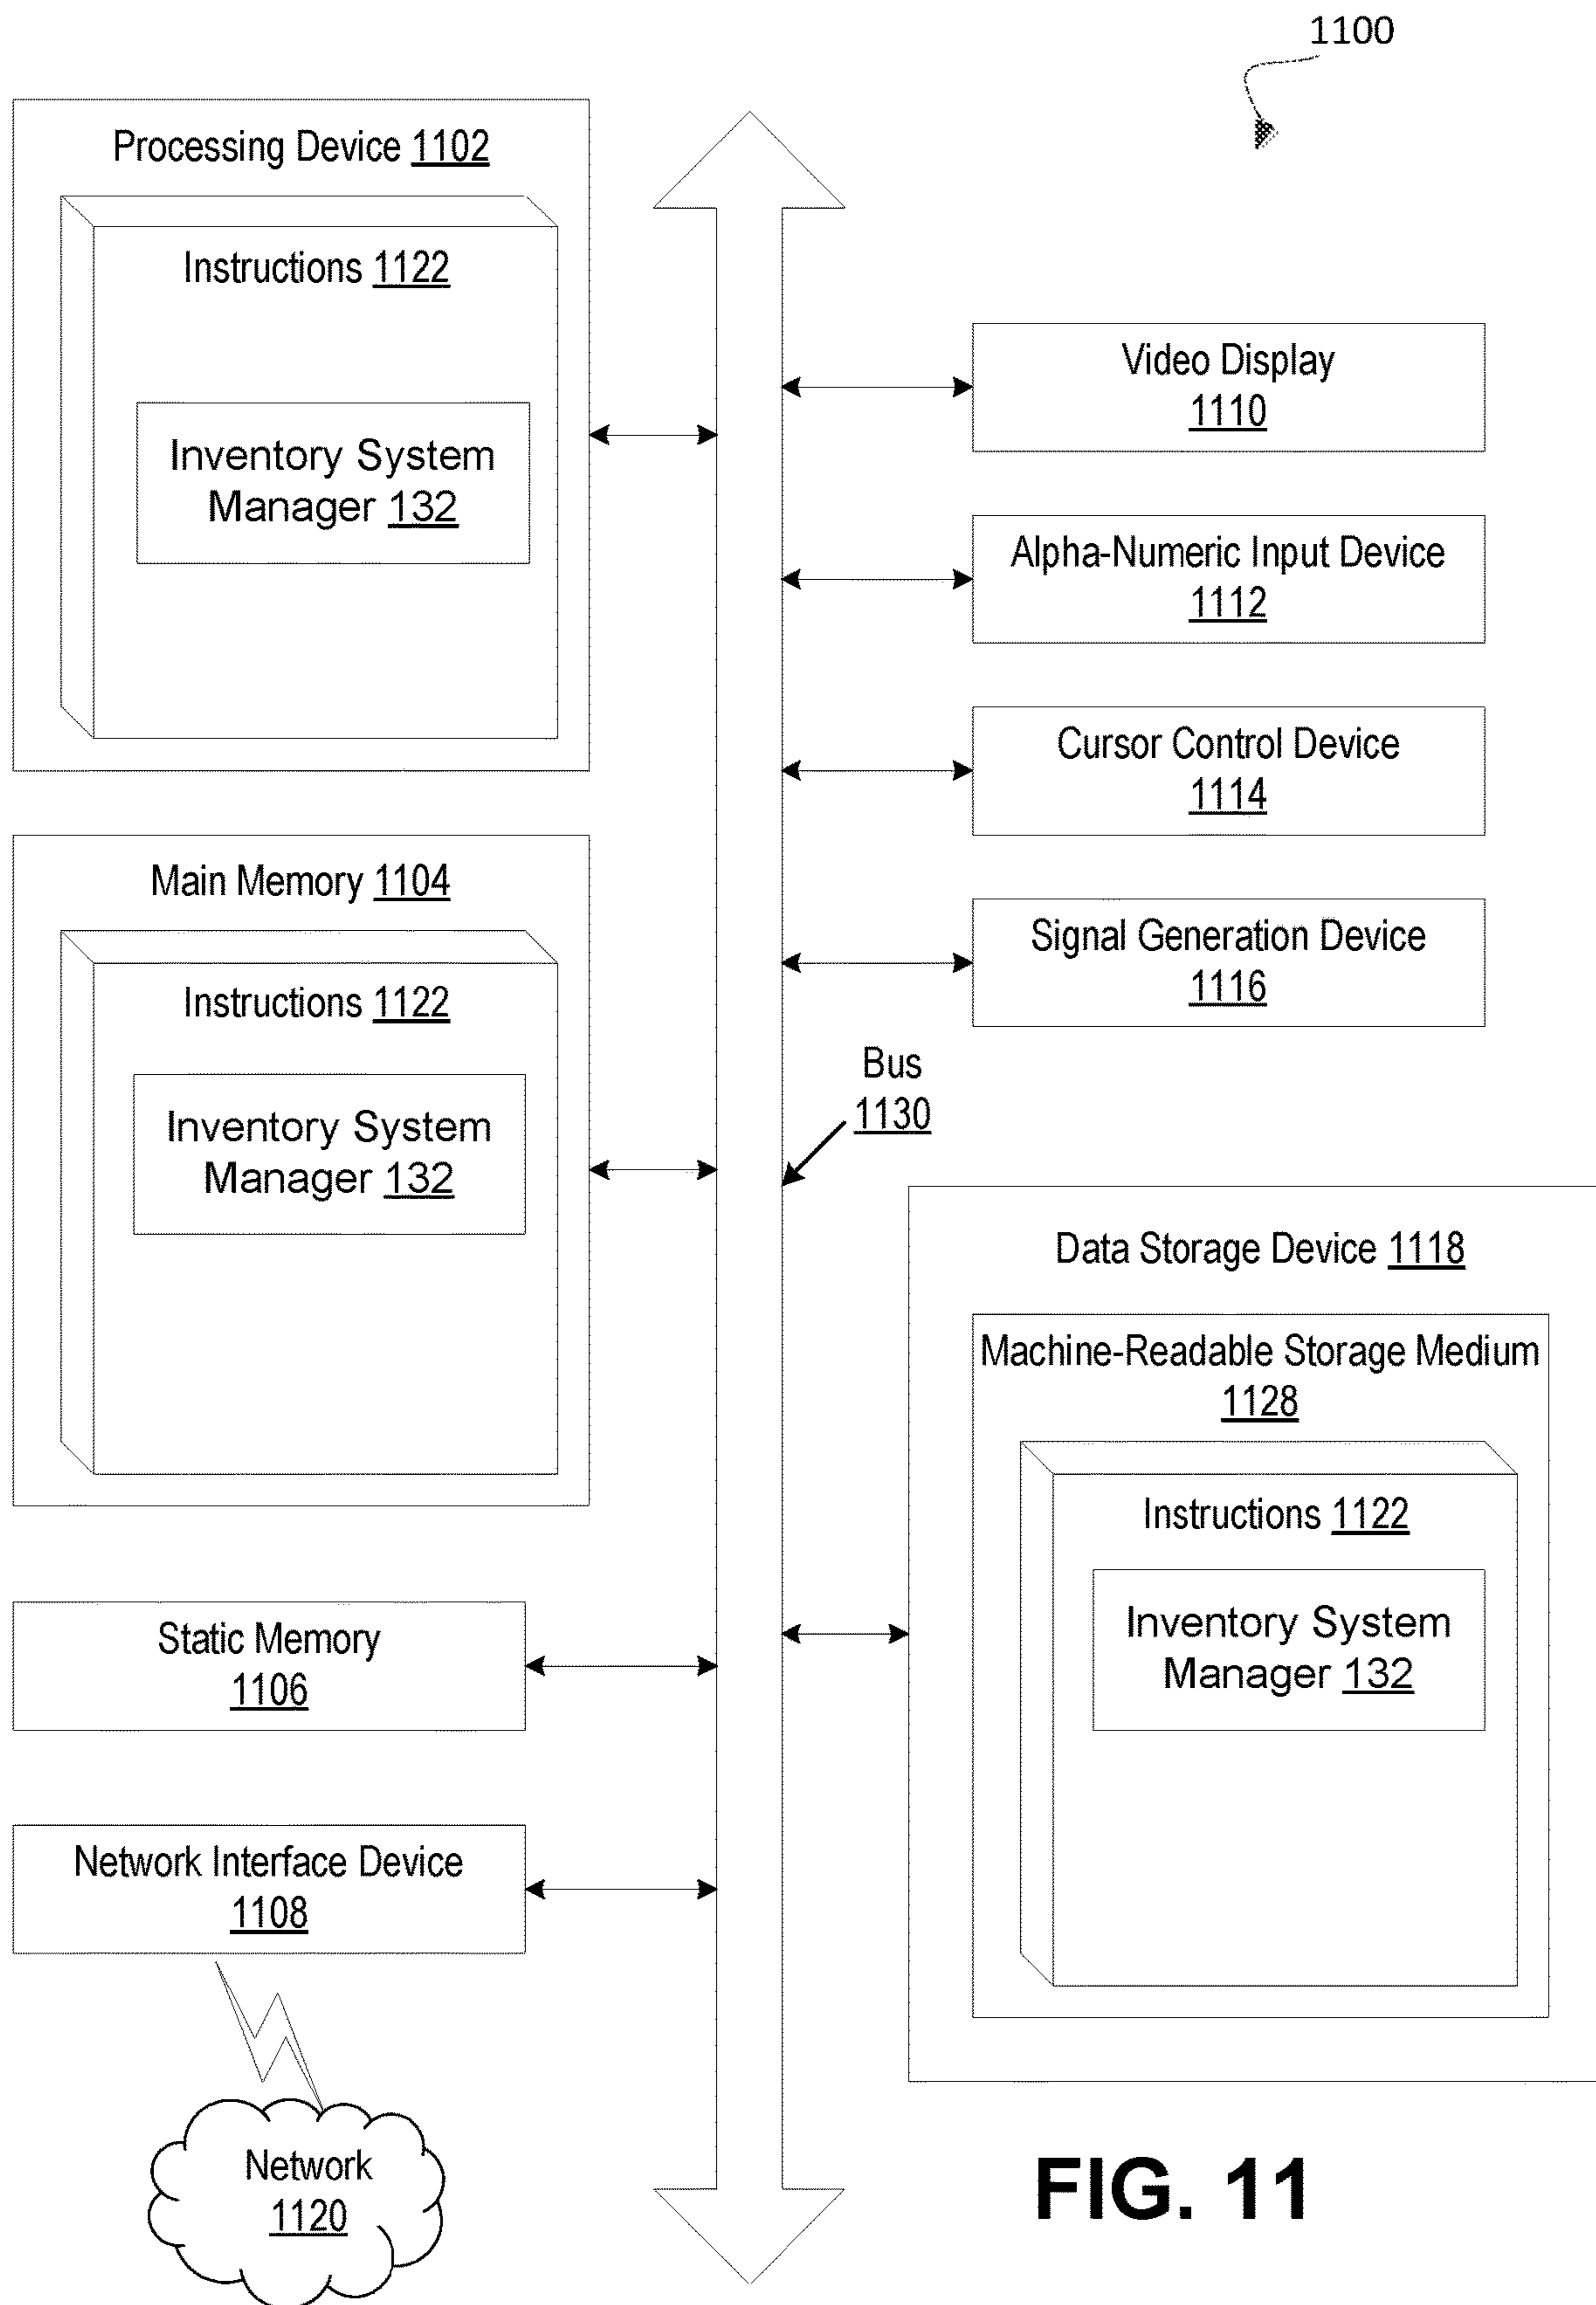 1100
Processing Device 1102
Instructions 1122
Inventory System
Manager 132
Main Memory 1104
Instructions 1122
Inventory System
Manager 132
Static Memory
1106
Network Interface Device
1108
Network
1120
Video Display
1110
Alpha-Numeric Input Device
1112
Cursor Control Device
1114
Signal Generation Device
1116
Bus
1130
Data Storage Device 1118
Machine-Readable Storage Medium
1128
Instructions 1122
Inventory System
Manager 132
FIG. 11